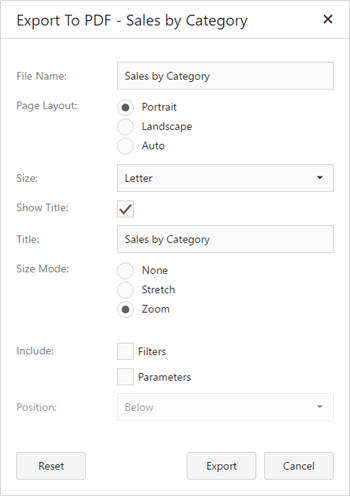 Export To PDF - Sales by Category
File Name: Sales by Category
Page Layout: Portrait
Landscape
Auto
Size: Letter
Show Title:
Title: Sales by Category
Size Mode: None
Stretch
Zoom
Include: Filters
Parameters
Position: Below
Reset Export Cancel